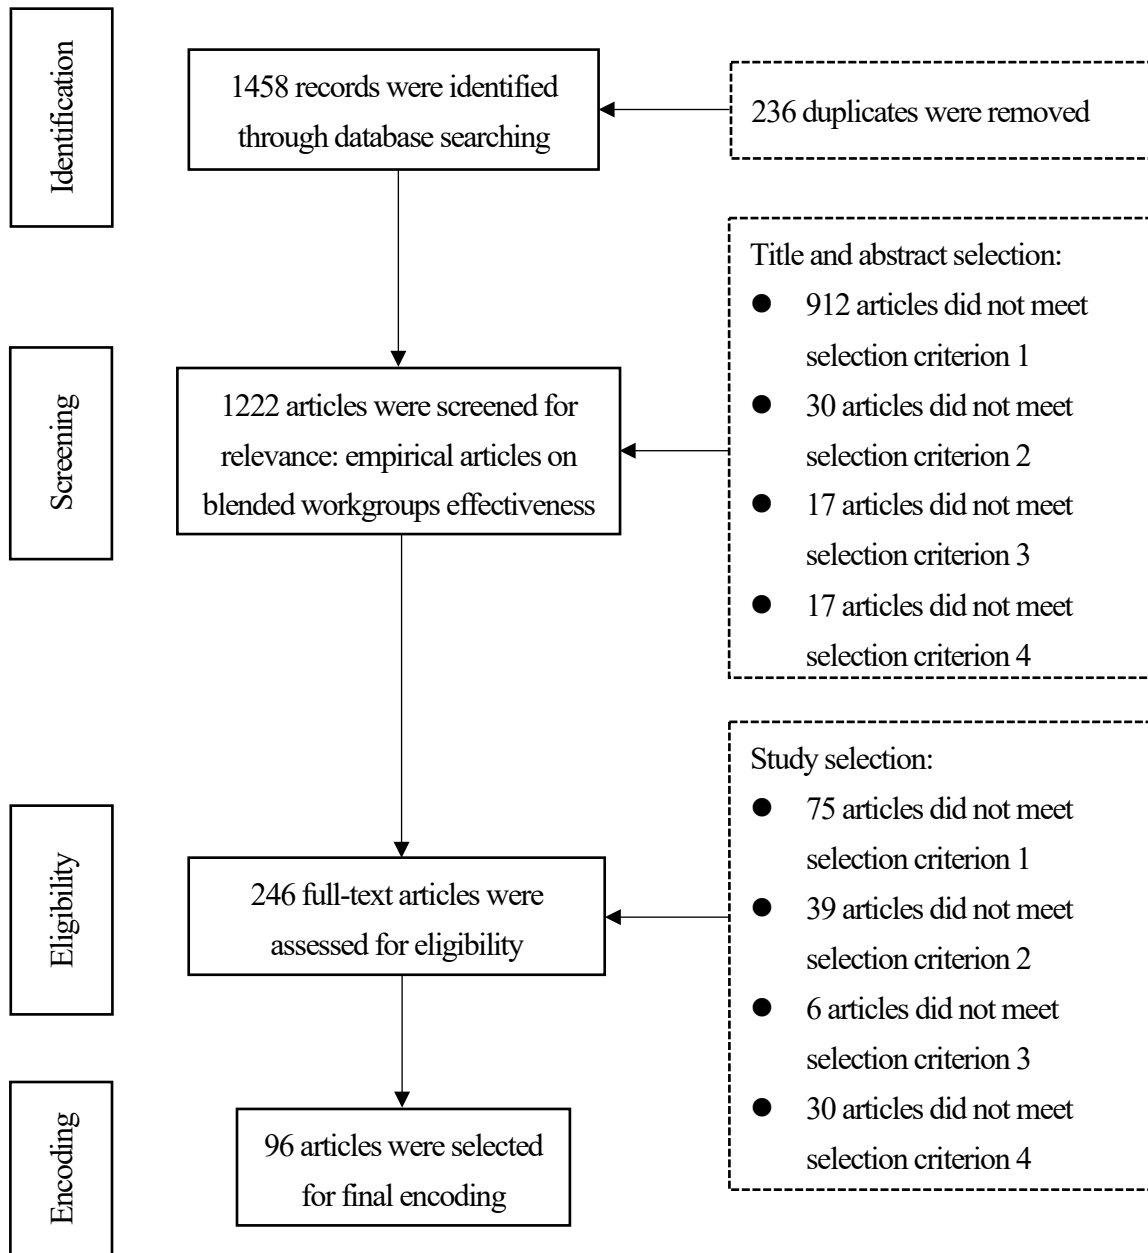 Identification
1458 records were identified
through database searching
236 duplicates were removed
Screening
1222 articles were screened for
relevance: empirical articles on
blended workgroups effectiveness
Title and abstract selection:
● 912 articles did not meet
selection criterion 1
● 30 articles did not meet
selection criterion 2
● 17 articles did not meet
selection criterion 3
● 17 articles did not meet
selection criterion 4
Eligibility
246 full-text articles were
assessed for eligibility
Study selection:
● 75 articles did not meet
selection criterion 1
● 39 articles did not meet
selection criterion 2
● 6 articles did not meet
selection criterion 3
● 30 articles did not meet
selection criterion 4
Encoding
96 articles were selected
for final encoding